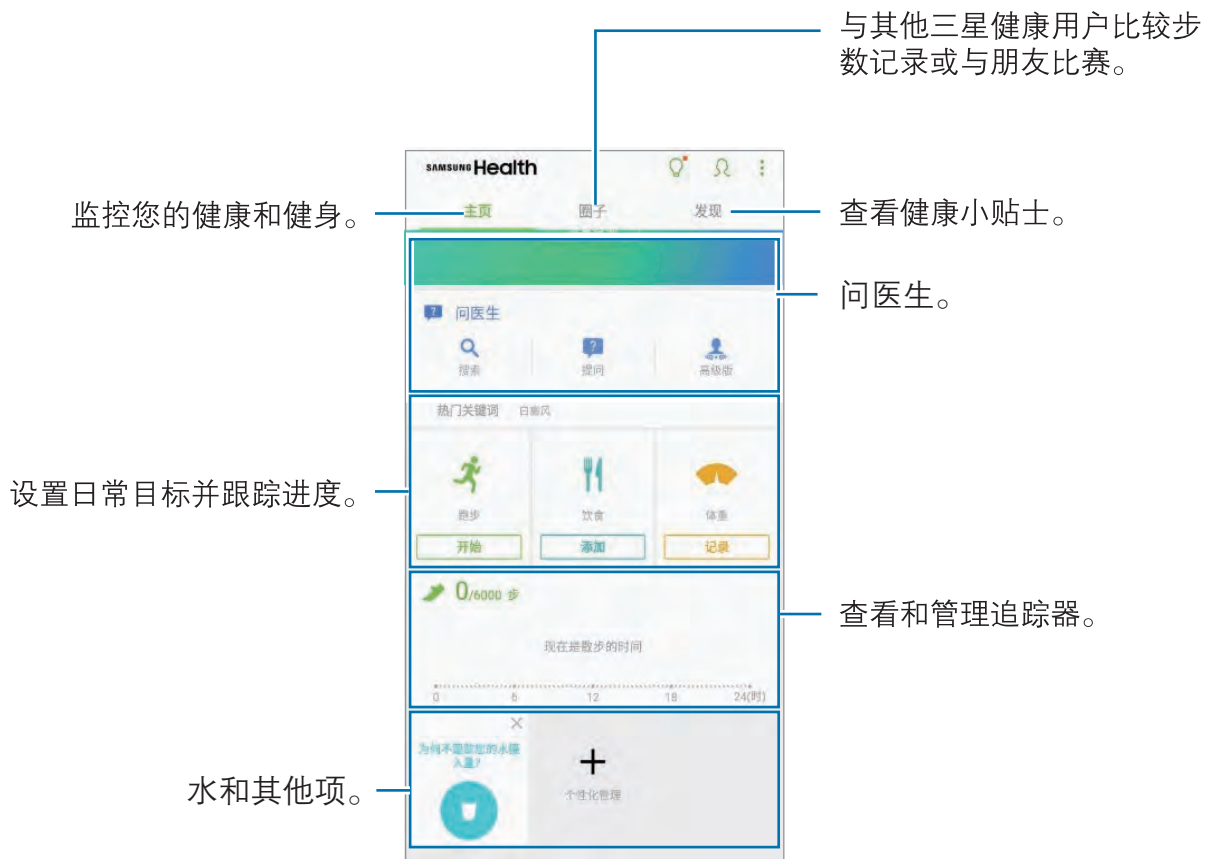 与其他三星健康用户比较步
数记录或与朋友比赛。
SAMSUNG Health
监控您的健康和健身。
主页
圈子
发现
查看健康小贴士。
问医生。
问医生
搜索
提问
高级版
热门关键词 白癜风
设置日常目标并跟踪进度。
跑步
饮食
体重
开始
添加
记录
0/6000 步
查看和管理追踪器。
现在是散步的时间
0 6 12 18 24(时)
为何不跟踪您的水摄
入量?
水和其他项。
个性化管理